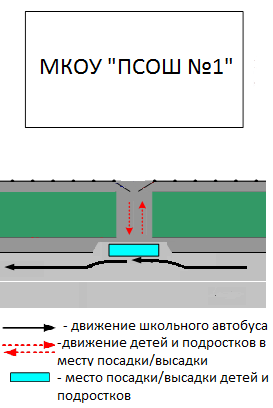 МКОУ "ПСОШ №1"
- движение школьного автобуса
-движение детей и подростков в
месту посадки/высадки
- место посадки/высадки детей и
подростков